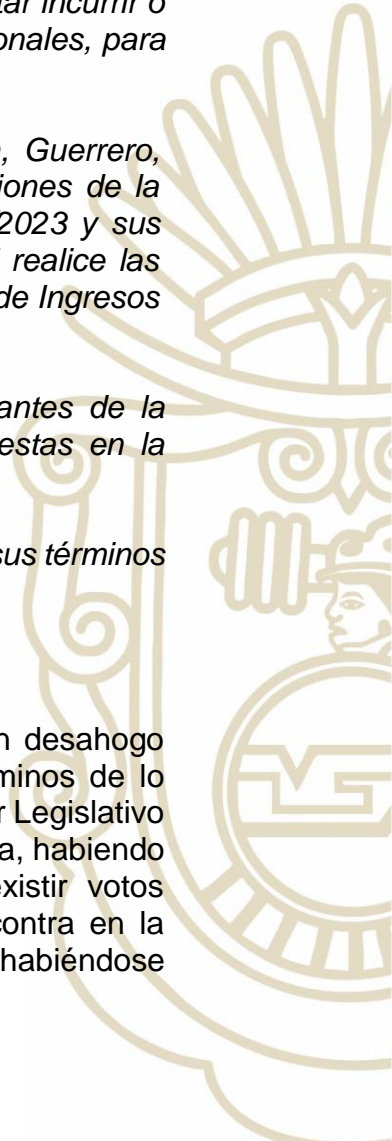 incurrir o
onales, para
Guerrero,
iones de la
2023 y sus
realice las
de Ingresos
antes de la
estas en la
sus términos
desahogo
minos de lo
Legislativo
a, habiendo
existir votos
contra en la
habiéndose